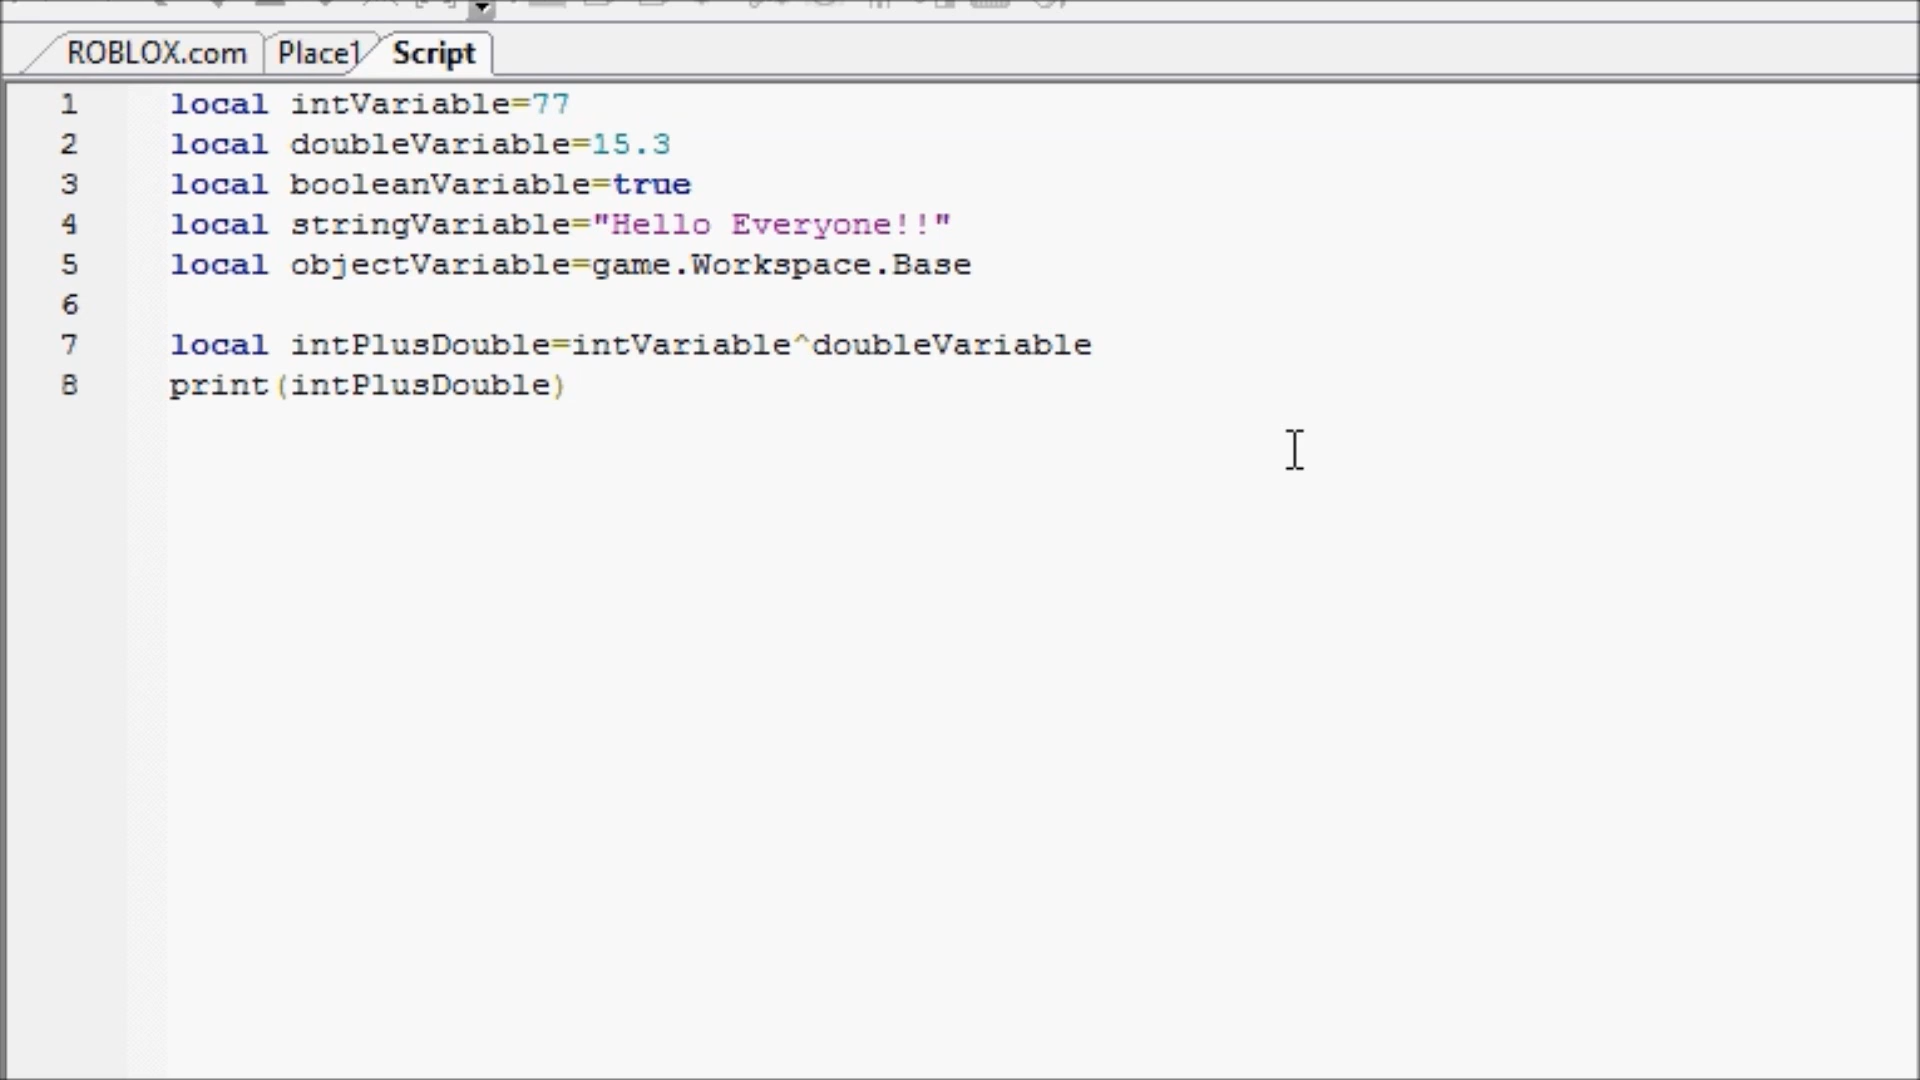 ROBLOX.com Place1 Script
1 local intVariable=77
2 local doubleVariable=15.3
3 local booleanVariable=true
4 local stringVariable="Hello Everyone!!"
5 local objectVariable=game.Workspace.Base
6
7 local intPlusDouble=intVariable^doubleVariable
8 print(intPlusDouble)